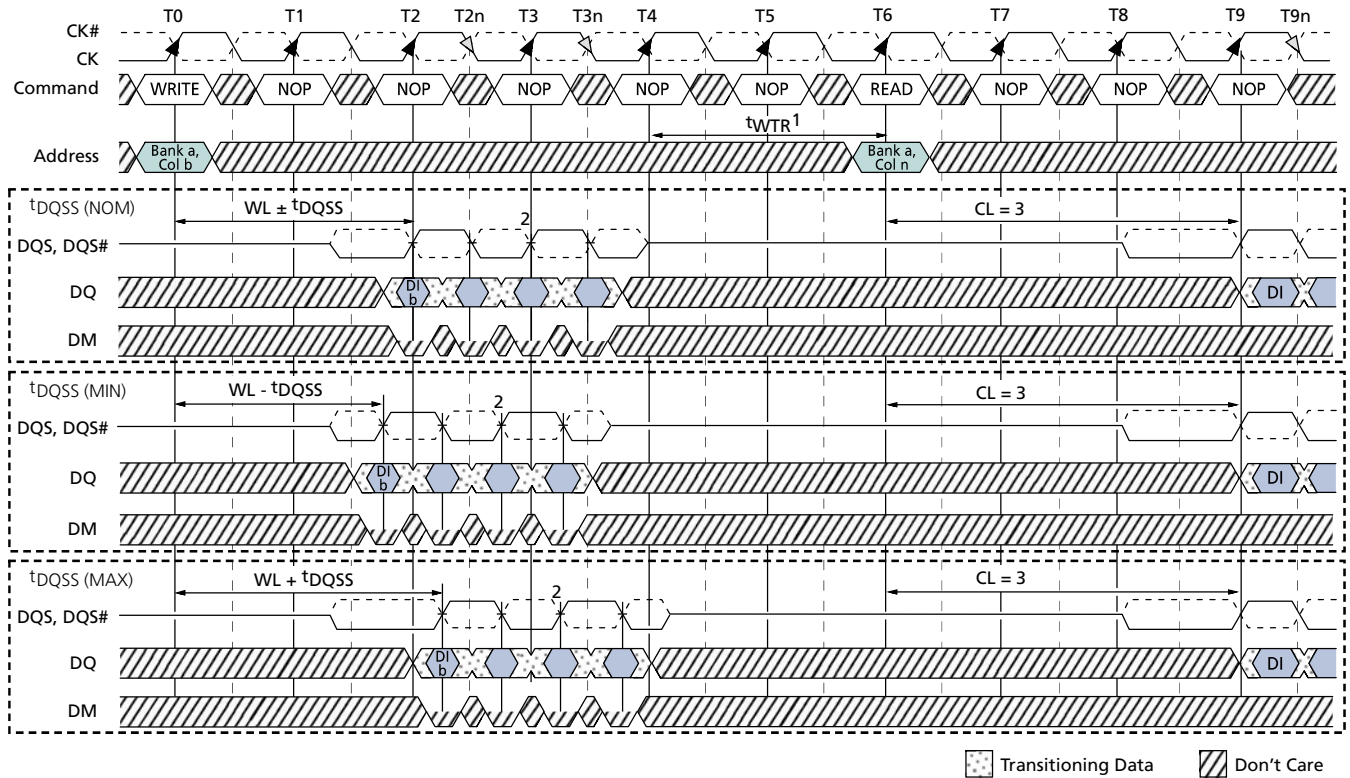 T0 T1 T2 T2n T3 T3n T4 T5 T6 T7 T8 T9 T9n
CK#
CK
Command WRITE NOP NOP NOP NOP NOP READ NOP NOP NOP
tWTR1
Address Bank a, Col b Bank a, Col n
tDQSS (NOM) WL ± tDQSS 2 CL = 3
DQS, DQS#
DQ DI b DI
DM
tDQSS (MIN) WL - tDQSS 2 CL = 3
DQS, DQS#
DQ DI b DI
DM
tDQSS (MAX) WL + tDQSS 2 CL = 3
DQS, DQS#
DQ DI b DI
DM
Transitioning Data Don't Care